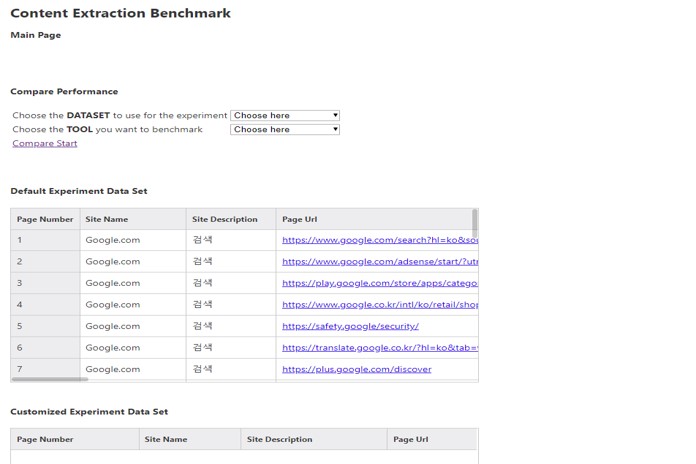 Content Extraction Benchmark
Main Page
Compare Performance
Choose the DATASET to use for the experiment Choose here
Choose the TOOL you want to benchmark Choose here
Compare Start
Default Experiment Data Set
Page Number Site Name Site Description Page Url
1 Google.com 검색 https://www.google.com/search?hl=ko&sou
2 Google.com 검색 https://www.google.com/adsense/start/?utm
3 Google.com 검색 https://play.google.com/store/apps/catego
4 Google.com 검색 https://www.google.co.kr/intl/ko/retail/shop
5 Google.com 검색 https://safety.google/security/
6 Google.com 검색 https://translate.google.co.kr/?hl=ko&tab=
7 Google.com 검색 https://plus.google.com/discover
Customized Experiment Data Set
Page Number Site Name Site Description Page Url